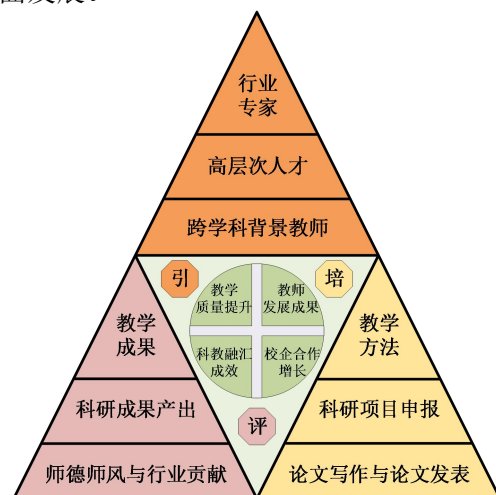 行业
专家
高层次人才
跨学科背景教师
引
培
教学
质量提升
教师
发展成果
科教融汇
成效
校企合作
增长
评
教学
成果
科研成果产出
师德师风与行业贡献
教学
方法
科研项目申报
论文写作与论文发表